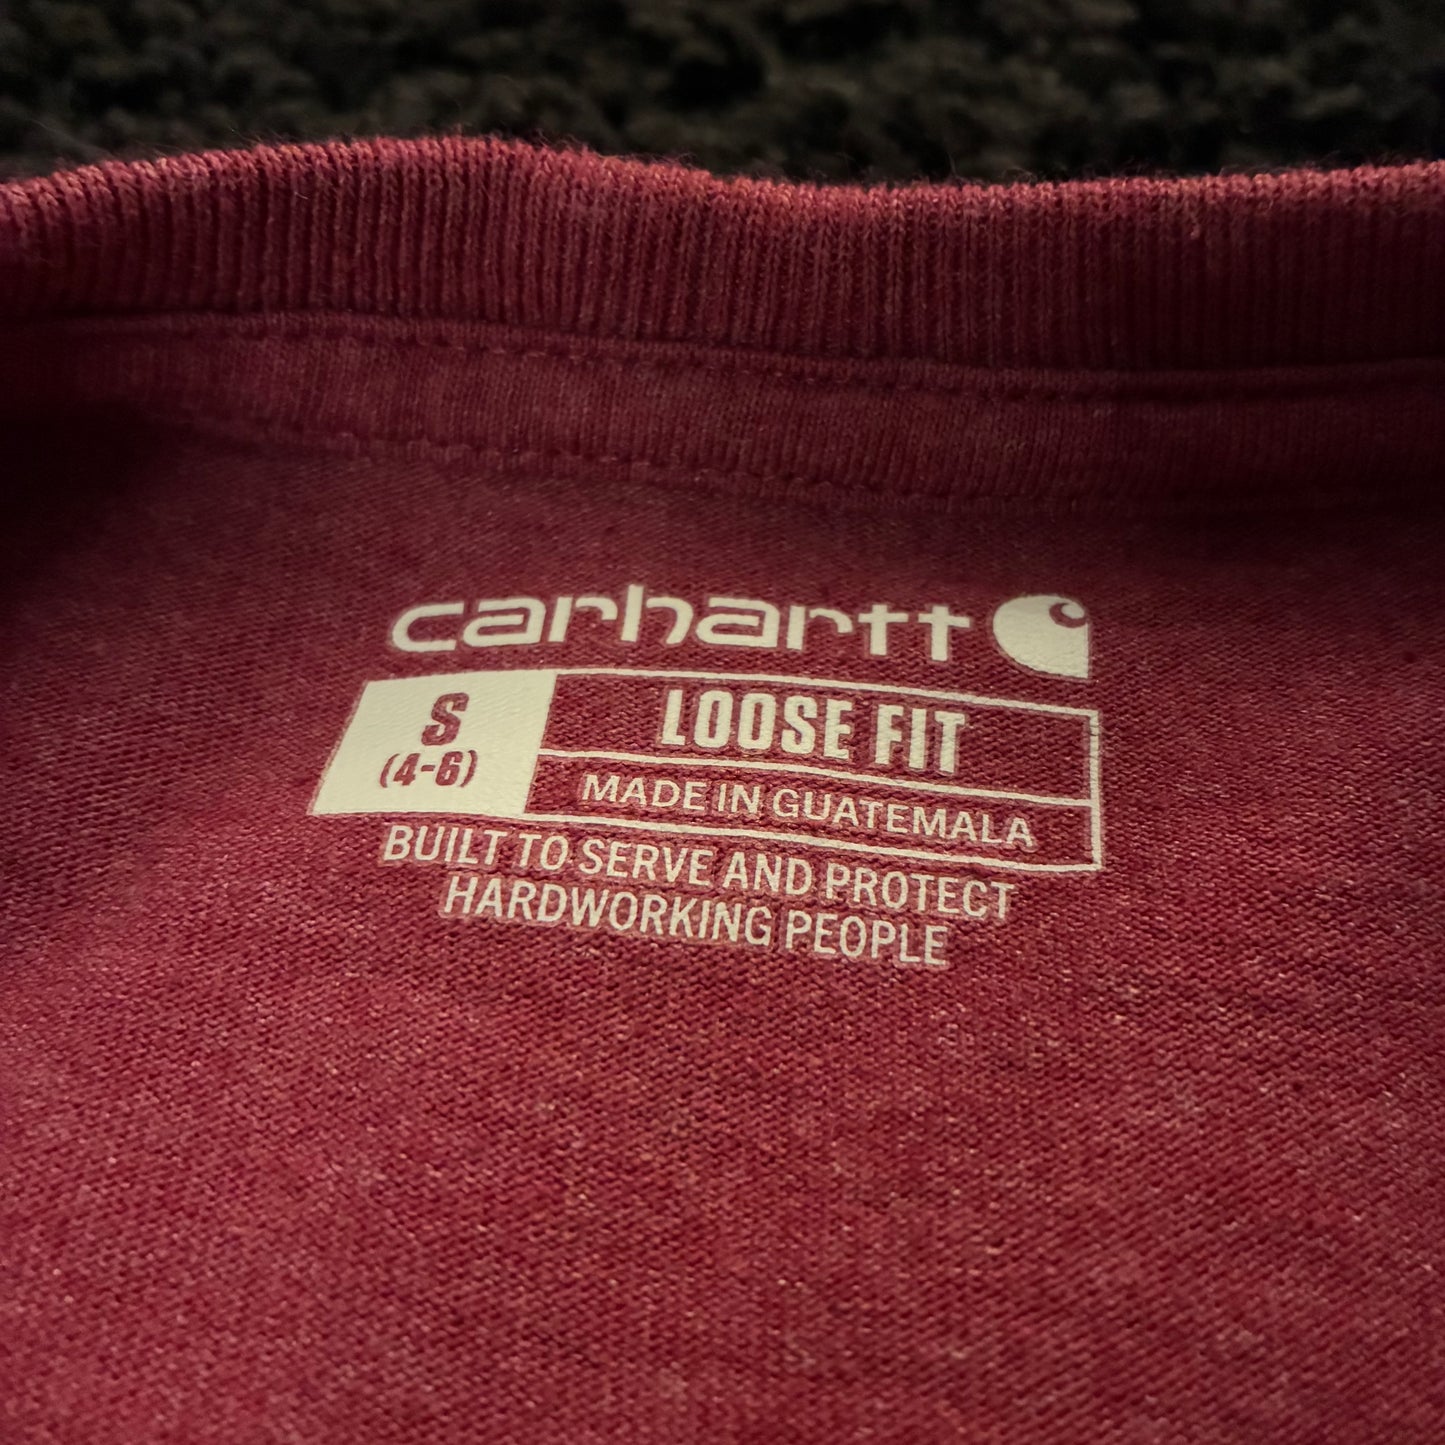 carhartt
S
(4-6)
LOOSE FIT
MADE IN GUATEMALA
BUILT TO SERVE AND PROTECT
HARDWORKING PEOPLE